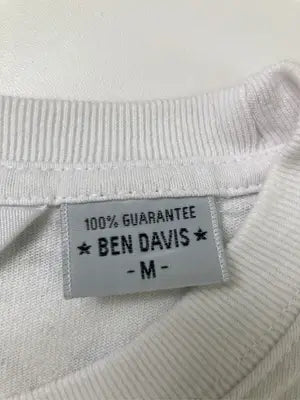 100% GUARANTEE
★ BEN DAVIS ★
- M -